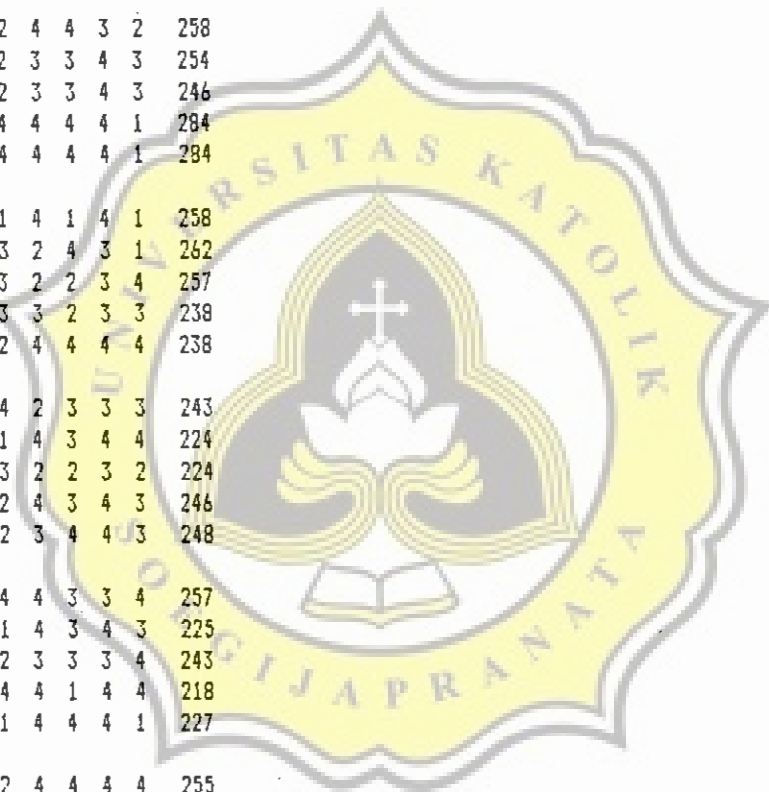 2 4 4 3 2 258
2 3 3 4 3 254
2 3 3 4 3 246
4 4 4 4 1 284
4 4 4 4 1 284
1 4 1 4 1 258
3 2 4 3 1 262
3 2 2 3 4 257
3 3 2 3 3 238
2 4 4 4 4 238
4 2 3 3 3 243
1 4 3 4 4 224
3 2 2 3 2 224
2 4 3 4 3 246
2 3 4 4 3 248
4 4 3 3 4 257
1 4 3 4 3 225
2 3 3 3 4 243
4 4 1 4 4 218
1 4 4 4 1 227
2 4 4 4 4 255
UNIVERSITAS KATOLIK
SOEGIJAPRANATA